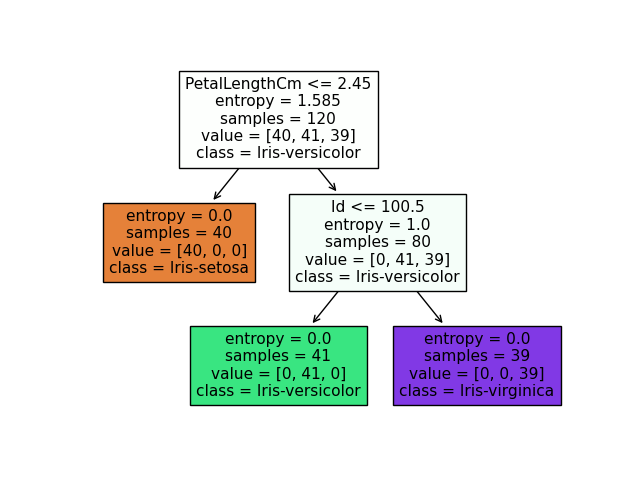 PetalLengthCm <= 2.45
entropy = 1.585
samples = 120
value = [40, 41, 39]
class = Iris-versicolor
entropy = 0.0
samples = 40
value = [40, 0, 0]
class = Iris-setosa
Id <= 100.5
entropy = 1.0
samples = 80
value = [0, 41, 39]
class = Iris-versicolor
entropy = 0.0
samples = 41
value = [0, 41, 0]
class = Iris-versicolor
entropy = 0.0
samples = 39
value = [0, 0, 39]
class = Iris-virginica